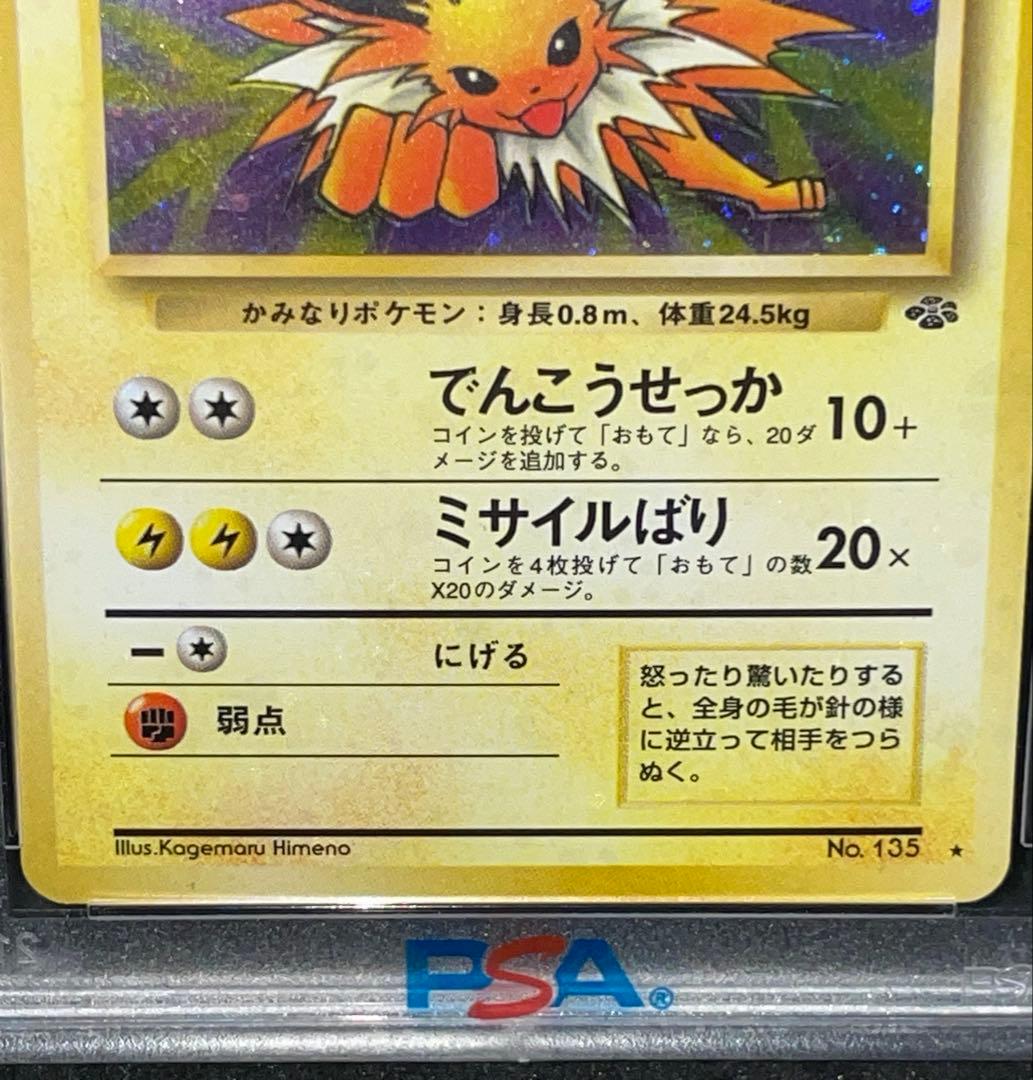 かみなりポケモン：身長0.8m、体重24.5kg
でんこうせっか 10+
コインを投げて「おもて」なら、20ダ
メージを追加する。
ミサイルばり 20×
コインを4枚投げて「おもて」の数
X20のダメージ。
にげる
弱点
怒ったり驚いたりする
と、全身の毛が針の様
に逆立って相手をつら
ぬく。
Illus.Kagemaru Himeno
No. 135 ★
PSA®